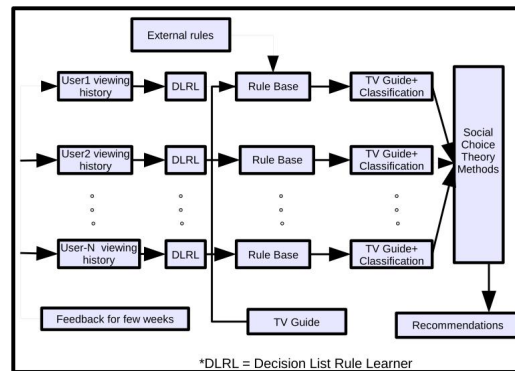 External rules
User1 viewing
history
DLRL
Rule Base
TV Guide+
Classification
User2 viewing
history
DLRL
Rule Base
TV Guide+
Classification
User-N viewing
history
DLRL
Rule Base
TV Guide+
Classification
Social
Choice
Theory
Methods
Feedback for few weeks
TV Guide
Recommendations
*DLRL = Decision List Rule Learner